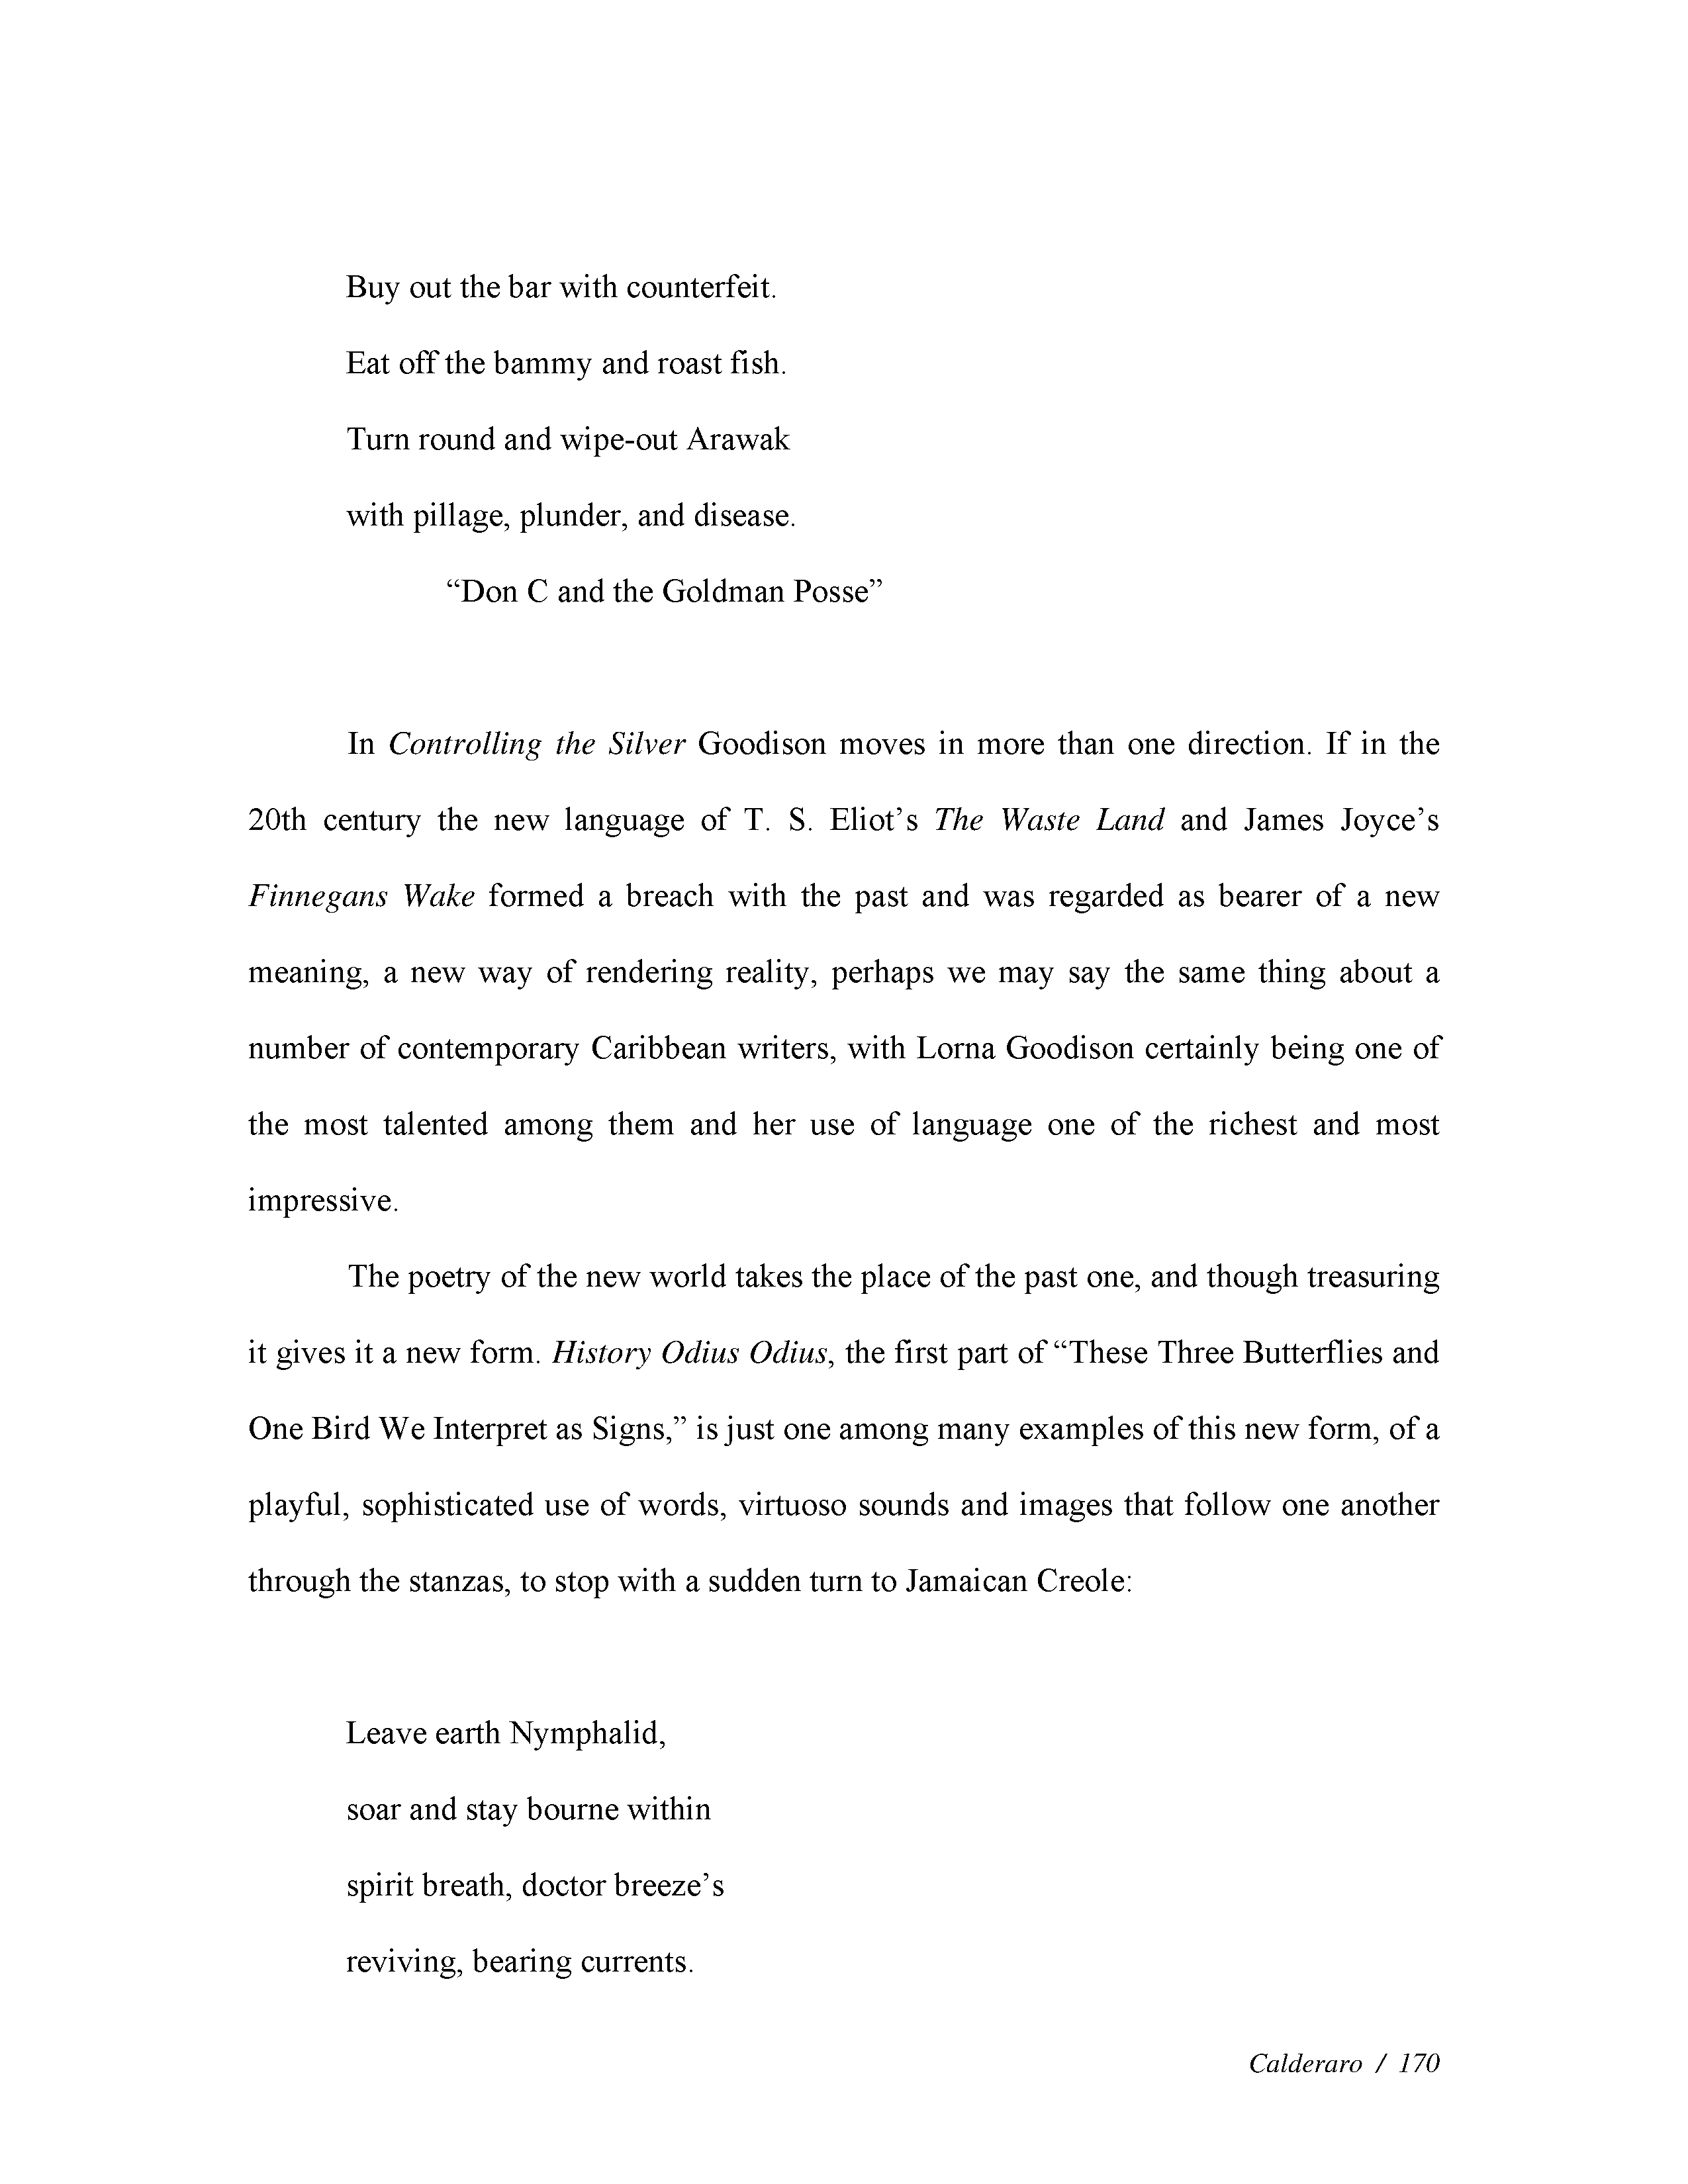 Buy out the bar with counterfeit.
Eat off the bammy and roast fish.
Turn round and wipe-out Arawak
with pillage, plunder, and disease.
“Don C and the Goldman Posse”
In Controlling the Silver Goodison moves in more than one direction. If in the
20th century the new language of T. S. Eliot’s The Waste Land and James Joyce’s
Finnegans Wake formed a breach with the past and was regarded as bearer of a new
meaning, a new way of rendering reality, perhaps we may say the same thing about a
number of contemporary Caribbean writers, with Lorna Goodison certainly being one of
the most talented among them and her use of language one of the richest and most
impressive.
The poetry of the new world takes the place of the past one, and though treasuring
it gives it a new form. History Odius Odius, the first part of “These Three Butterflies and
One Bird We Interpret as Signs,” is just one among many examples of this new form, of a
playful, sophisticated use of words, virtuoso sounds and images that follow one another
through the stanzas, to stop with a sudden turn to Jamaican Creole:
Leave earth Nymphalid,
soar and stay bourne within
spirit breath, doctor breeze’s
reviving, bearing currents.
Calderaro / 170